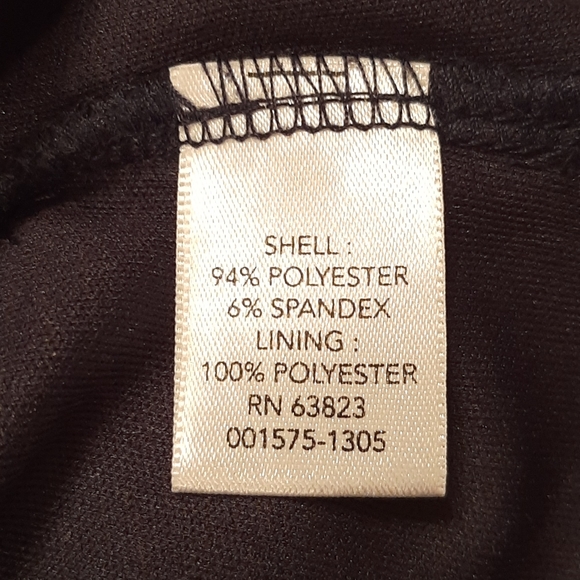 SHELL :
94% POLYESTER
6% SPANDEX
LINING :
100% POLYESTER
RN 63823
001575-1305